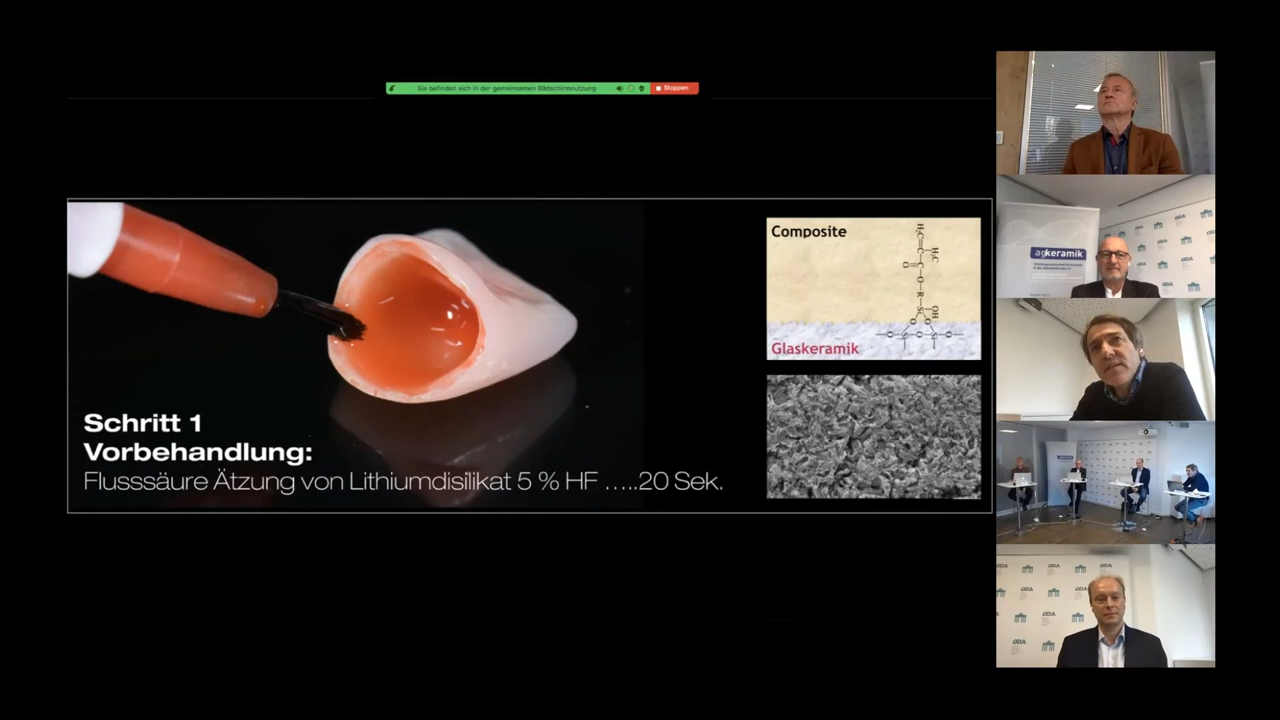 Sie befinden sich in der gemeinsamen Bildschirmnutzung
Stoppen
Composite
Glaskeramik
Schritt 1
Vorbehandlung:
Flusssäure Ätzung von Lithiumdisilikat 5 % HF .....20 Sek.
agkeramik